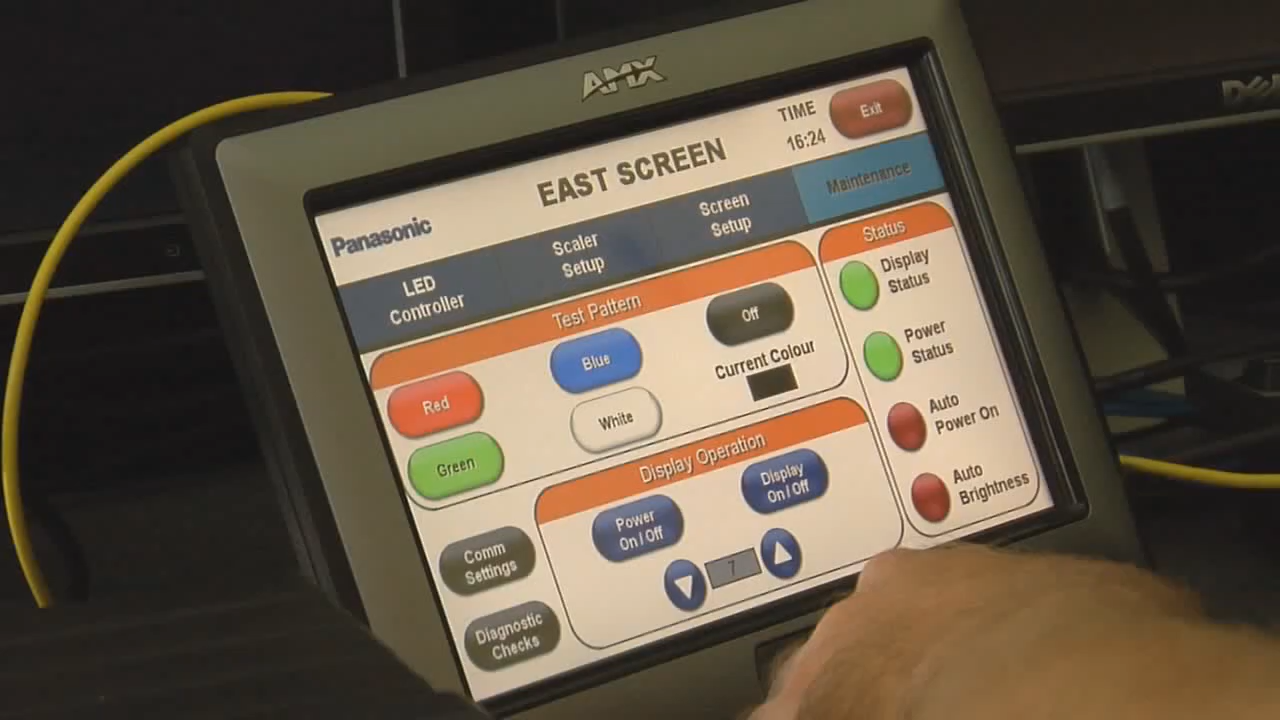 AMX
DELL
TIME
16:24
Exit
EAST SCREEN
Panasonic
LED
Controller
Scaler
Setup
Screen
Setup
Maintenance
Test Pattern
Red
Blue
Off
Green
White
Current Colour
Status
Display
Status
Power
Status
Auto
Power On
Auto
Brightness
Display Operation
Power
On / Off
Display
On / Off
7
Comm
Settings
Diagnostic
Checks